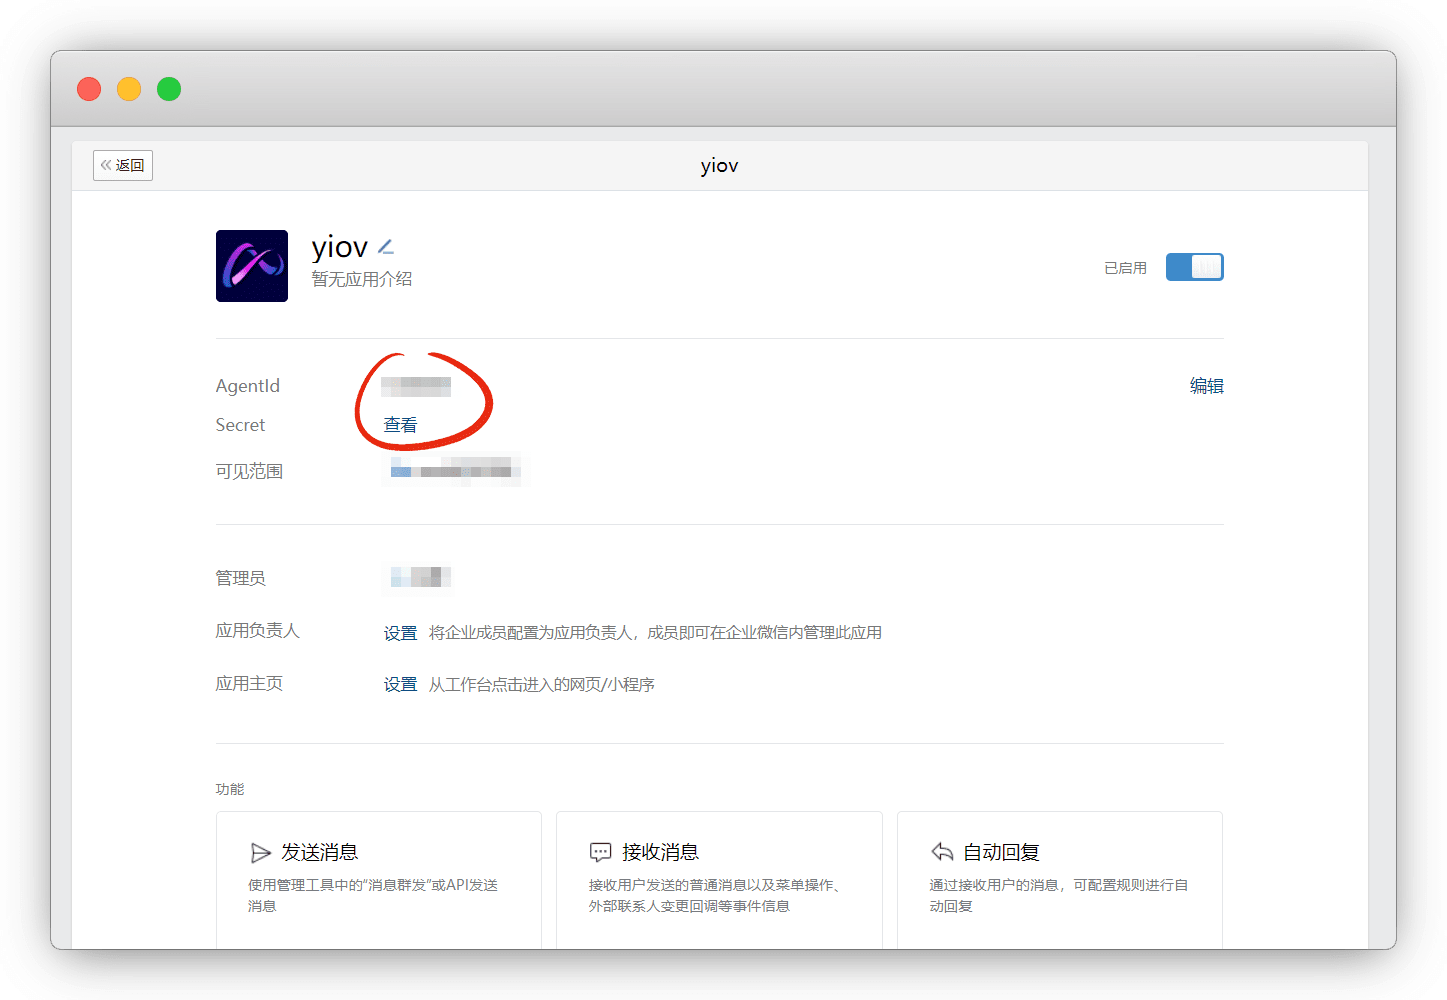 返回
yiov
yiov
暂无应用介绍
已启用
AgentId
编辑
Secret
查看
可见范围
管理员
应用负责人
设置 将企业成员配置为应用负责人，成员即可在企业微信内管理此应用
应用主页
设置 从工作台点击进入的网页/小程序
功能
发送消息
使用管理工具中的“消息群发”或API发送
消息
接收消息
接收用户发送的普通消息以及菜单操作、
外部联系人变更回调等事件信息
自动回复
通过接收用户的消息，可配置规则进行自
动回复